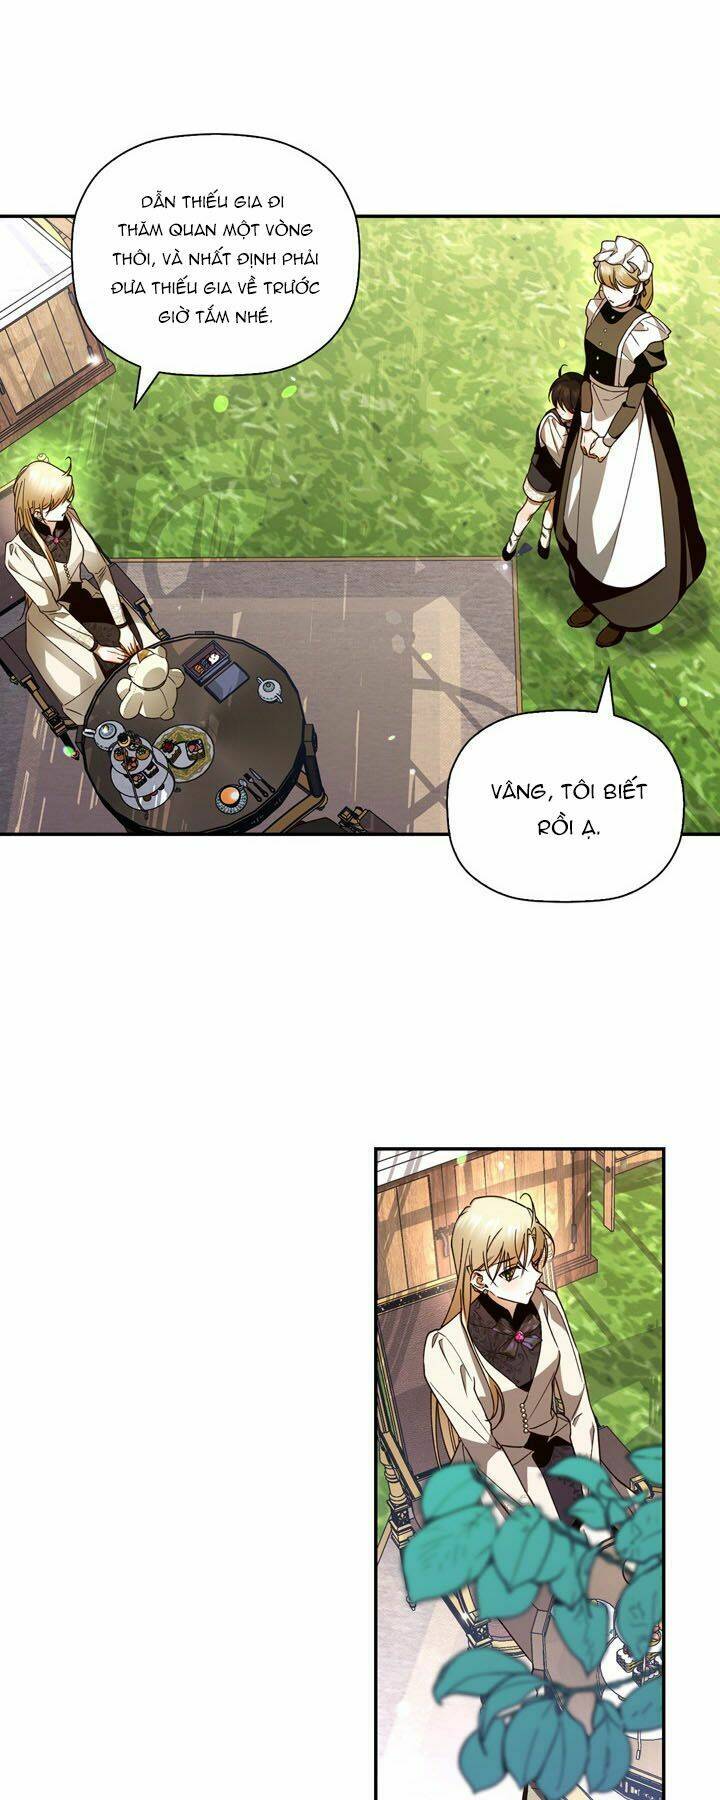 DẪN THIẾU GIA ĐI
THĂM QUAN MỘT VÒNG
THÔI, VÀ NHẤT ĐỊNH PHẢI
ĐƯA THIẾU GIA VỀ TRƯỚC
GIỜ TẮM NHÉ.
VÂNG, TÔI BIẾT
RỒI Ạ.